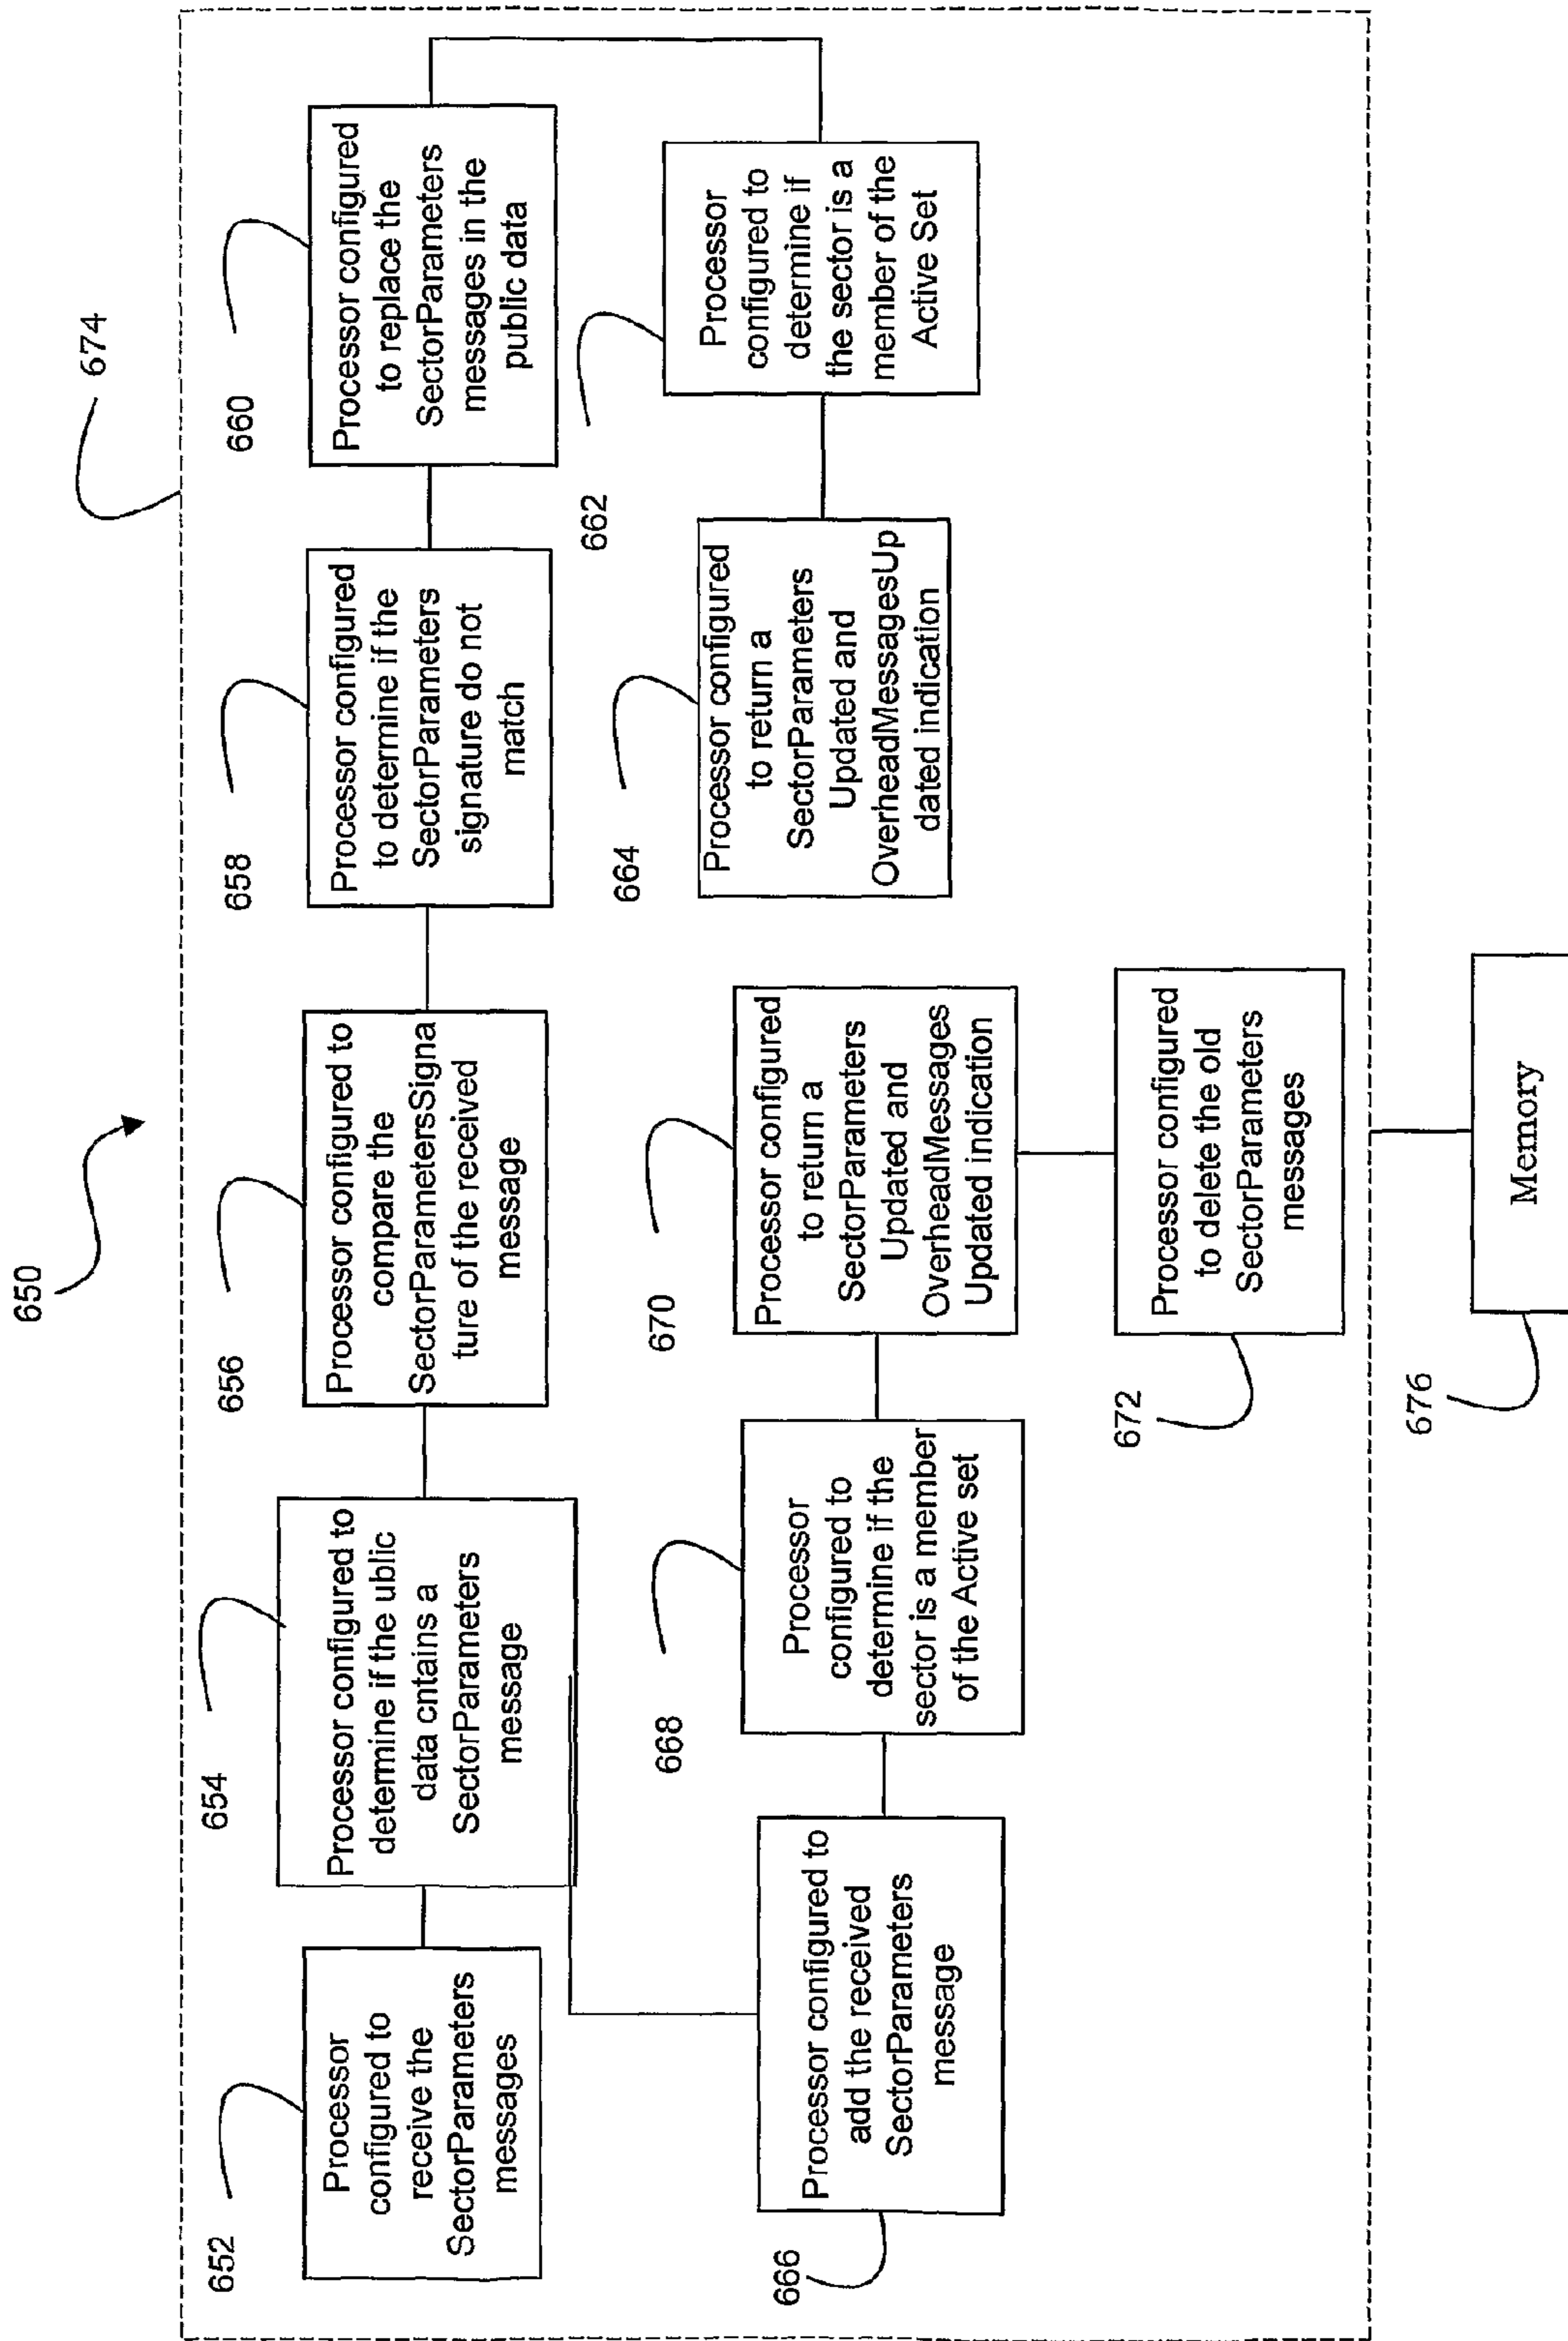 650
674
652
Processor
configured to
receive the
SectorParameters
messages
654
Processor configured to
determine if the ublic
data cntains a
SectorParameters
message
656
Processor configured to
compare the
SectorParametersSigna
ture of the received
message
658
Processor configured
to determine if the
SectorParameters
signature do not
match
660
Processor configured
to replace the
SectorParameters
messages in the
public data
662
Processor
configured to
determine if
the sector is a
member of the
Active Set
664
Processor configured
to return a
SectorParameters
Updated and
OverheadMessagesUp
dated indication
666
Processor configured to
add the received
SectorParameters
message
668
Processor
configured to
determine if the
sector is a member
of the Active set
670
Processor configured
to return a
SectorParameters
Updated and
OverheadMessages
Updated indication
672
Processor configured
to delete the old
SectorParameters
messages
676
Memory